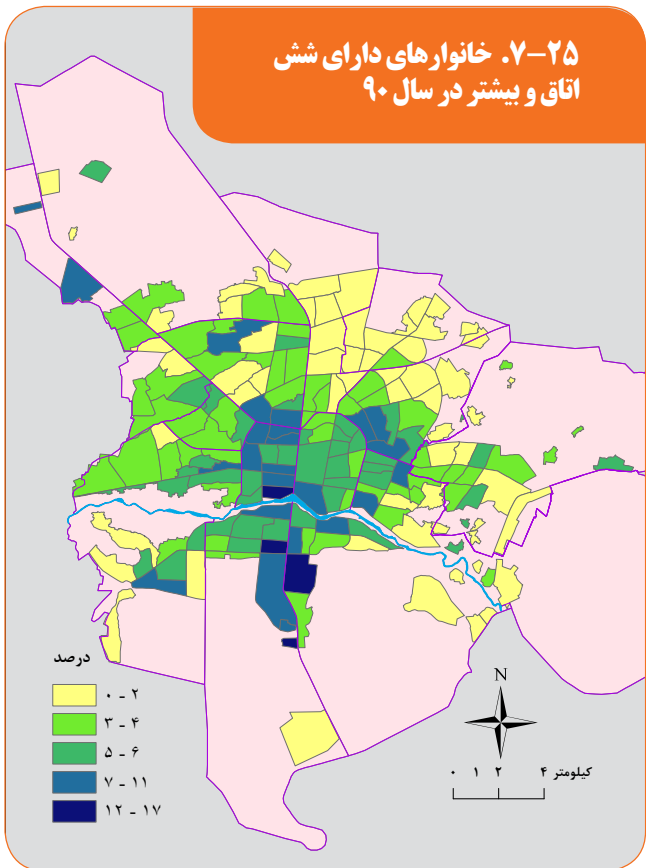 ۷-۲۵. خانوارهای دارای شش
اتاق و بیشتر در سال ۹۰
درصد
۰ - ۲
۳ - ۴
۵ - ۶
۷ - ۱۱
۱۲ - ۱۷
N
۰ ۱ ۲ ۴ کیلومتر